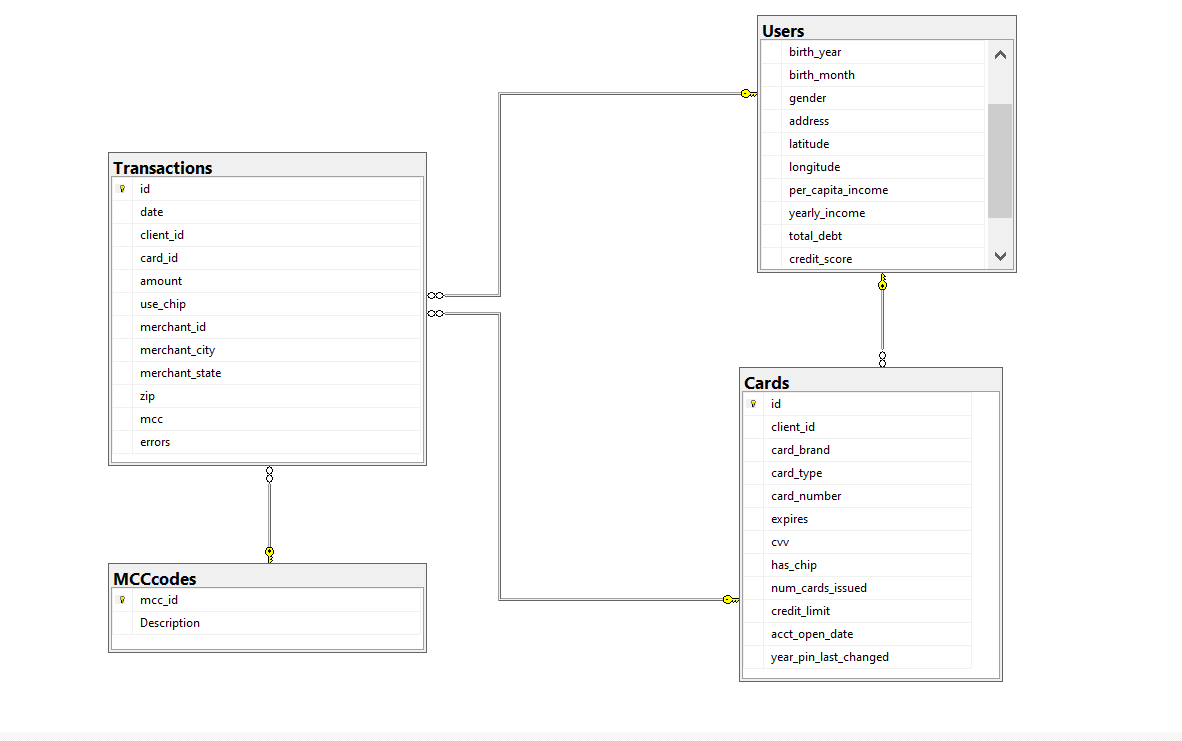 Users
birth_year
birth_month
gender
address
latitude
longitude
per_capita_income
yearly_income
total_debt
credit_score
Transactions
id
date
client_id
card_id
amount
use_chip
merchant_id
merchant_city
merchant_state
zip
mcc
errors
Cards
id
client_id
card_brand
card_type
card_number
expires
cvv
has_chip
num_cards_issued
credit_limit
acct_open_date
year_pin_last_changed
MCCcodes
mcc_id
Description